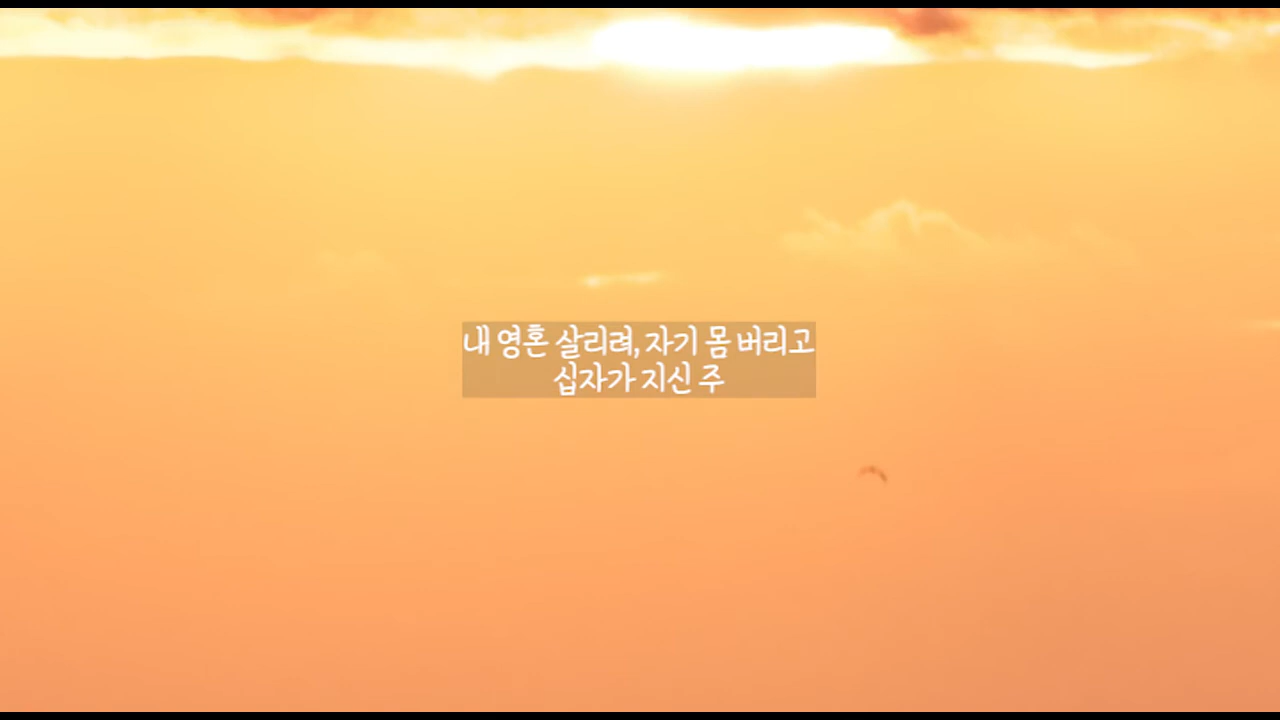 내 영혼 살리려, 자기 몸 버리고
십자가 지신 주